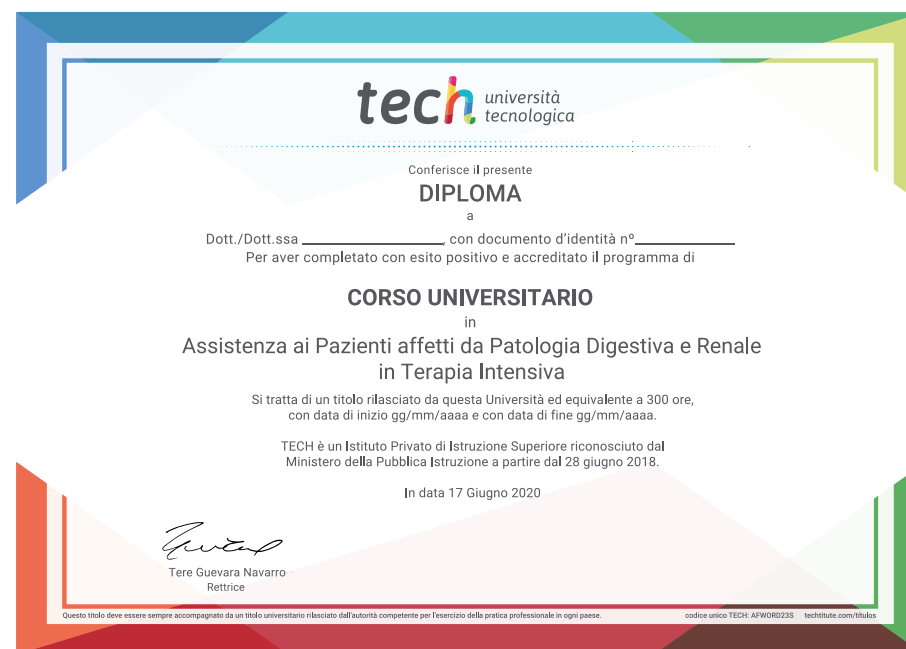 tech università
tecnologica
Conferisce il presente
DIPLOMA
a
Dott./Dott.ssa ____________________, con documento d'identità nº______________
Per aver completato con esito positivo e accreditato il programma di
CORSO UNIVERSITARIO
in
Assistenza ai Pazienti affetti da Patologia Digestiva e Renale
in Terapia Intensiva
Si tratta di un titolo rilasciato da questa Università ed equivalente a 300 ore,
con data di inizio gg/mm/aaaa e con data di fine gg/mm/aaaa.
TECH è un Istituto Privato di Istruzione Superiore riconosciuto dal
Ministero della Pubblica Istruzione a partire dal 28 giugno 2018.
In data 17 Giugno 2020
Tere Guevara Navarro
Rettrice
Questo titolo deve essere sempre accompagnato da un titolo universitario rilasciato dall'autorità competente per l'esercizio della pratica professionale in ogni paese. codice unico TECH: AFWORD23S techtitute.com/titulos